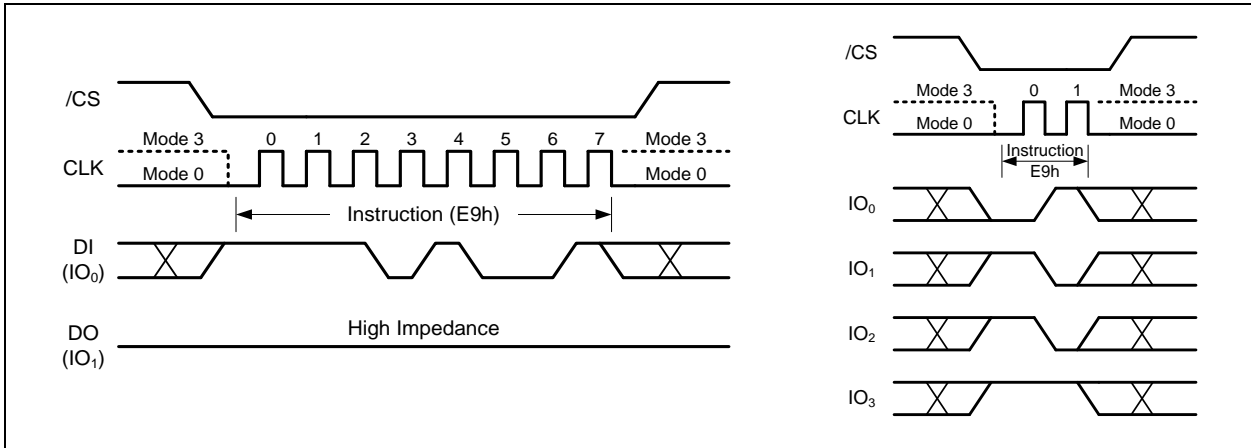 /CS
Mode 3 0 1 2 3 4 5 6 7 Mode 3
CLK
Mode 0 Mode 0
Instruction (E9h)
DI
(IO₀)
High Impedance
DO
(IO₁)
/CS
Mode 3 0 1 Mode 3
CLK
Mode 0 Mode 0
Instruction
E9h
IO₀
IO₁
IO₂
IO₃